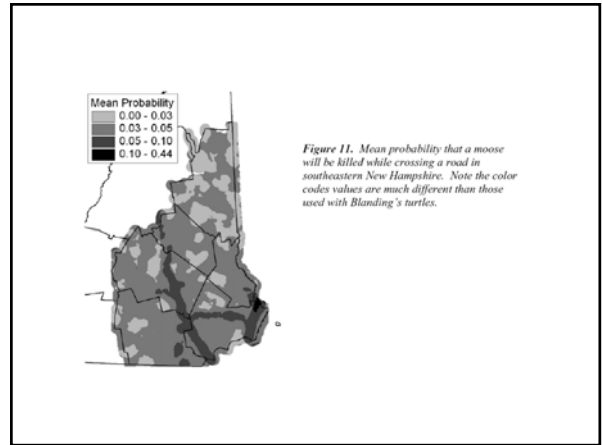 Mean Probability
0.00 - 0.03
0.03 - 0.05
0.05 - 0.10
0.10 - 0.44
Figure 11. Mean probability that a moose
will be killed while crossing a road in
southeastern New Hampshire. Note the color
codes values are much different than those
used with Blanding's turtles.